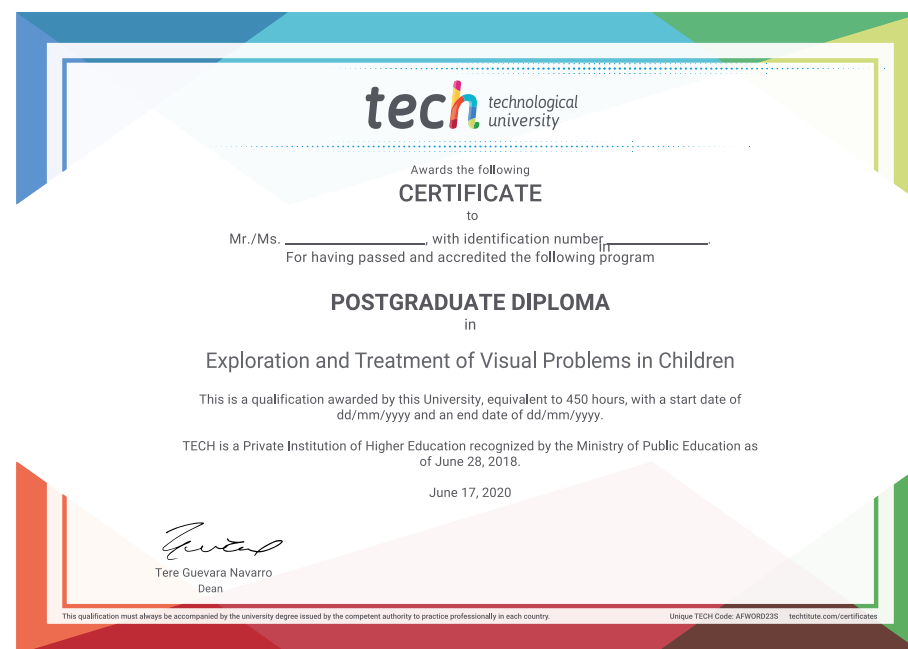 tech technological
university
Awards the following
CERTIFICATE
to
Mr./Ms. ________________, with identification number ____________.
in
For having passed and accredited the following program
POSTGRADUATE DIPLOMA
in
Exploration and Treatment of Visual Problems in Children
This is a qualification awarded by this University, equivalent to 450 hours, with a start date of
dd/mm/yyyy and an end date of dd/mm/yyyy.
TECH is a Private Institution of Higher Education recognized by the Ministry of Public Education as
of June 28, 2018.
June 17, 2020
Tere Guevara Navarro
Dean
This qualification must always be accompanied by the university degree issued by the competent authority to practice professionally in each country.
Unique TECH Code: AFWORD23S techtitute.com/certificates